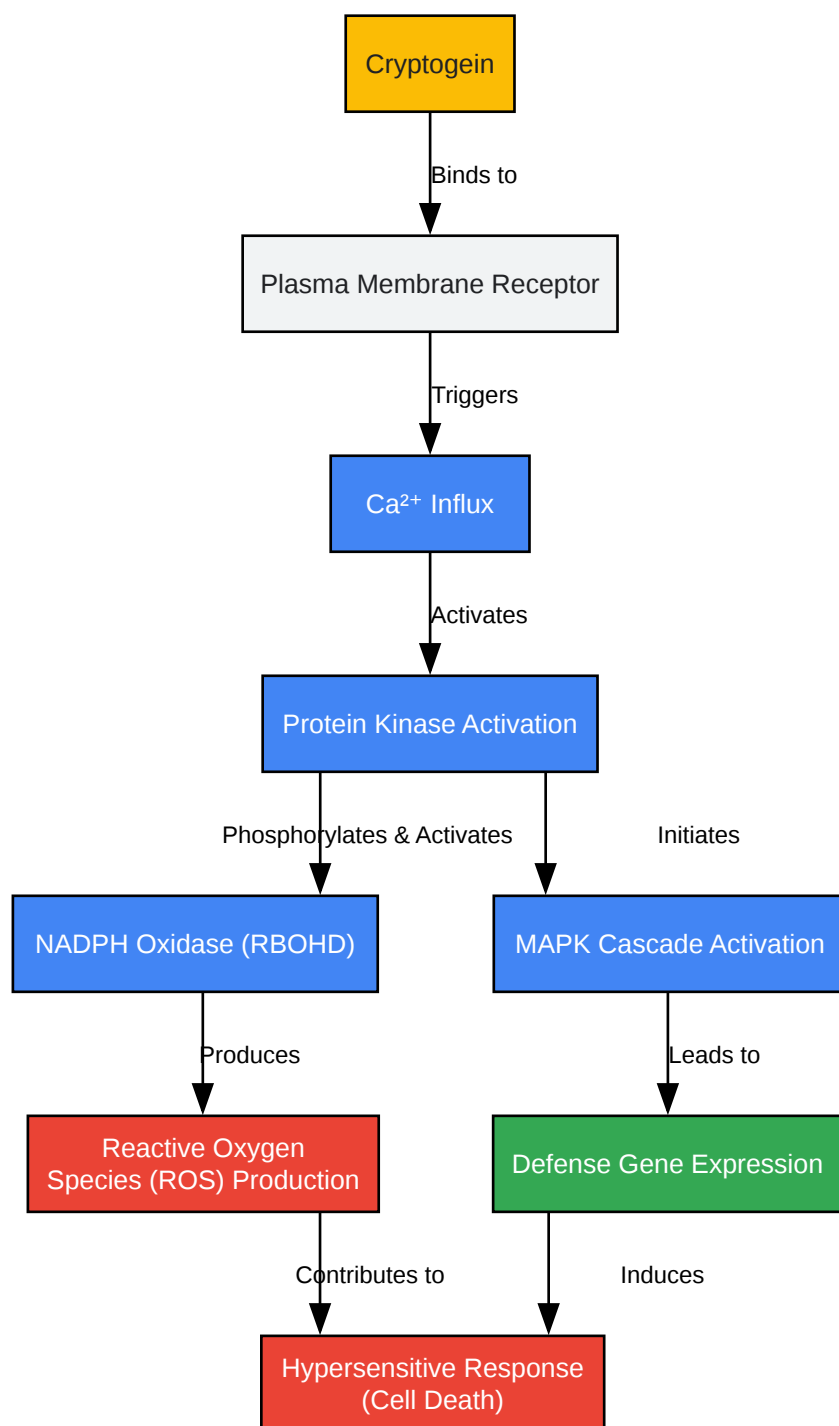 Cryptogein
Binds to
Plasma Membrane Receptor
Triggers
Ca²⁺ Influx
Activates
Protein Kinase Activation
Phosphorylates & Activates
Initiates
NADPH Oxidase (RBOHD)
MAPK Cascade Activation
Produces
Leads to
Reactive Oxygen
Species (ROS) Production
Defense Gene Expression
Contributes to
Induces
Hypersensitive Response
(Cell Death)